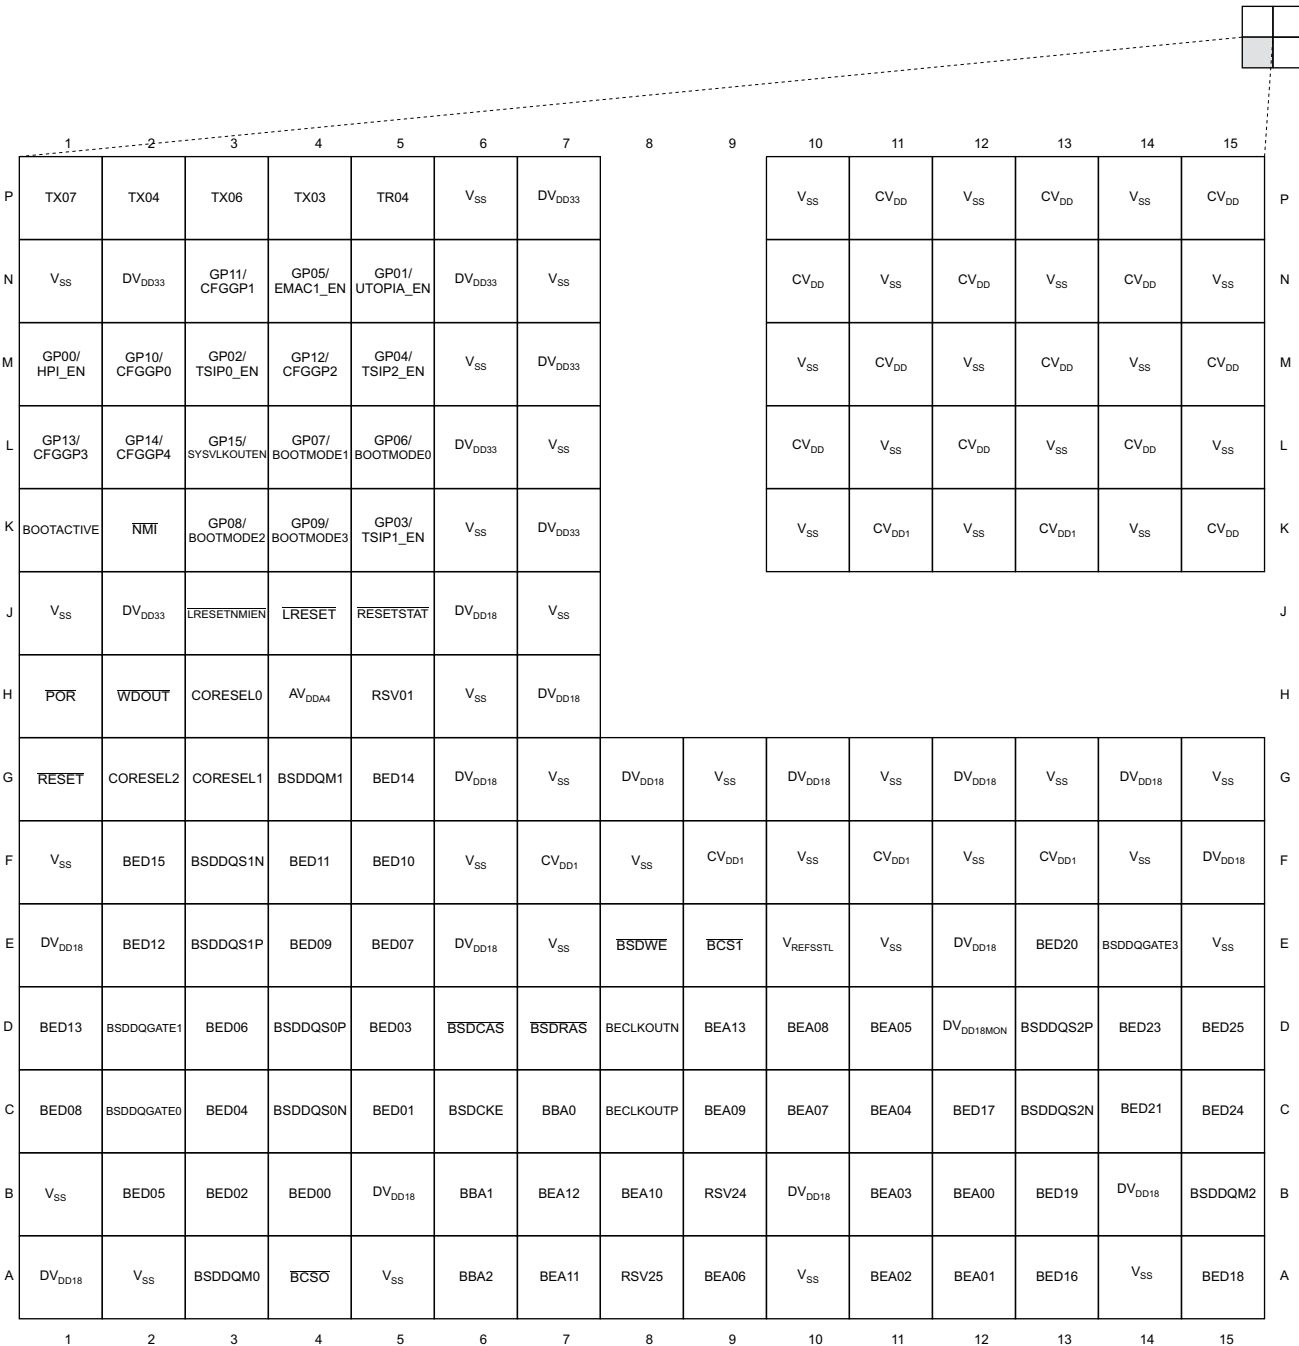 1 2 3 4 5 6 7 8 9 10 11 12 13 14 15
P TX07 TX04 TX06 TX03 TR04 VSS DVDD33 VSS CVDD VSS CVDD VSS CVDD P
N VSS DVDD33 GP11/ CFGGP1 GP05/ EMAC1_EN GP01/ UTOPIA_EN DVDD33 VSS CVDD VSS CVDD VSS CVDD VSS N
M GP00/ HPI_EN GP10/ CFGGP0 GP02/ TSIP0_EN GP12/ CFGGP2 GP04/ TSIP2_EN VSS DVDD33 VSS CVDD VSS CVDD VSS CVDD M
L GP13/ CFGGP3 GP14/ CFGGP4 GP15/ SYSVLKOUTEN GP07/ BOOTMODE1 GP06/ BOOTMODE0 DVDD33 VSS CVDD VSS CVDD VSS CVDD VSS L
K BOOTACTIVE NMI GP08/ BOOTMODE2 GP09/ BOOTMODE3 GP03/ TSIP1_EN VSS DVDD33 VSS CVDD1 VSS CVDD1 VSS CVDD K
J VSS DVDD33 LRESETNMIEN LRESET RESETSTAT DVDD18 VSS J
H POR WDOUT CORESEL0 AVDDA4 RSV01 VSS DVDD18 H
G RESET CORESEL2 CORESEL1 BSDDQM1 BED14 DVDD18 VSS DVDD18 VSS DVDD18 VSS DVDD18 VSS DVDD18 VSS G
F VSS BED15 BSDDQS1N BED11 BED10 VSS CVDD1 VSS CVDD1 VSS CVDD1 VSS CVDD1 VSS DVDD18 F
E DVDD18 BED12 BSDDQS1P BED09 BED07 DVDD18 VSS BSDWE BCS1 VREFSSTL VSS DVDD18 BED20 BSDDQGATE3 VSS E
D BED13 BSDDQGATE1 BED06 BSDDQS0P BED03 BSDCAS BSDRAS BECLKOUTN BEA13 BEA08 BEA05 DVDD18MON BSDDQS2P BED23 BED25 D
C BED08 BSDDQGATE0 BED04 BSDDQS0N BED01 BSDCKE BBA0 BECLKOUTP BEA09 BEA07 BEA04 BED17 BSDDQS2N BED21 BED24 C
B VSS BED05 BED02 BED00 DVDD18 BBA1 BEA12 BEA10 RSV24 DVDD18 BEA03 BEA00 BED19 DVDD18 BSDDQM2 B
A DVDD18 VSS BSDDQM0 BCSO VSS BBA2 BEA11 RSV25 BEA06 VSS BEA02 BEA01 BED16 VSS BED18 A
1 2 3 4 5 6 7 8 9 10 11 12 13 14 15